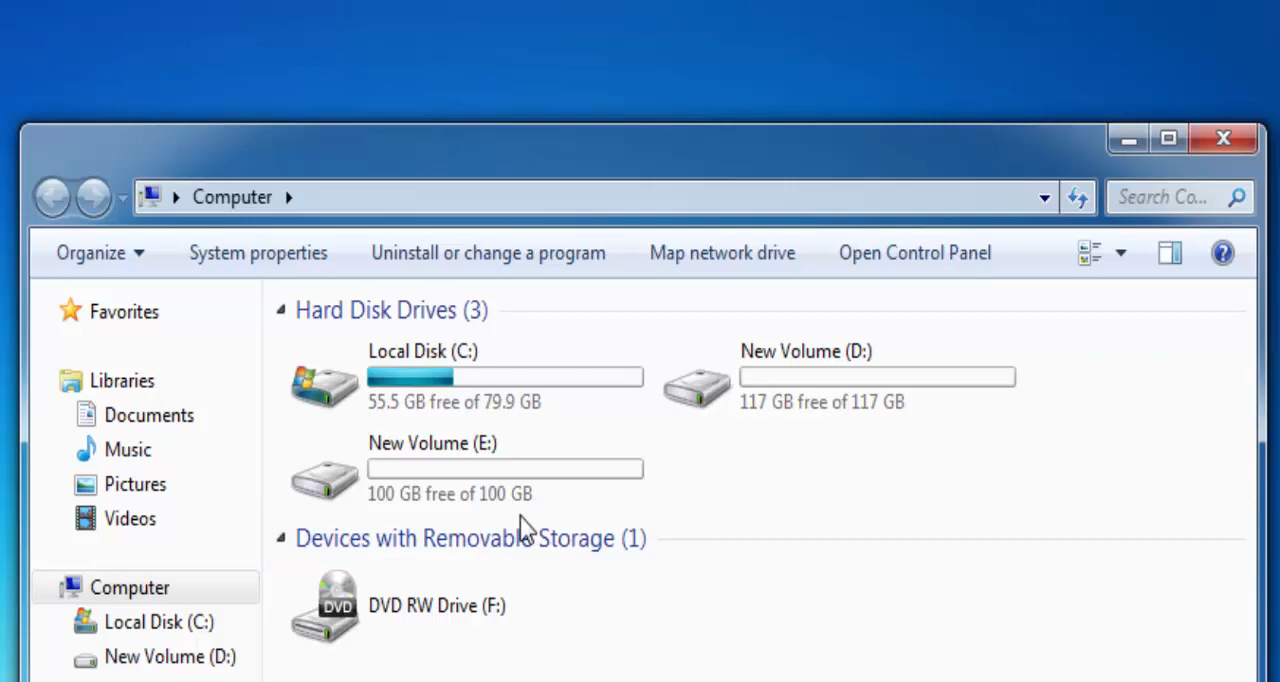 Computer
Search Co...
Organize
System properties
Uninstall or change a program
Map network drive
Open Control Panel
Favorites
Libraries
Documents
Music
Pictures
Videos
Computer
Local Disk (C:)
New Volume (D:)
Hard Disk Drives (3)
Local Disk (C:)
55.5 GB free of 79.9 GB
New Volume (D:)
117 GB free of 117 GB
New Volume (E:)
100 GB free of 100 GB
Devices with Removable Storage (1)
DVD
DVD RW Drive (F:)